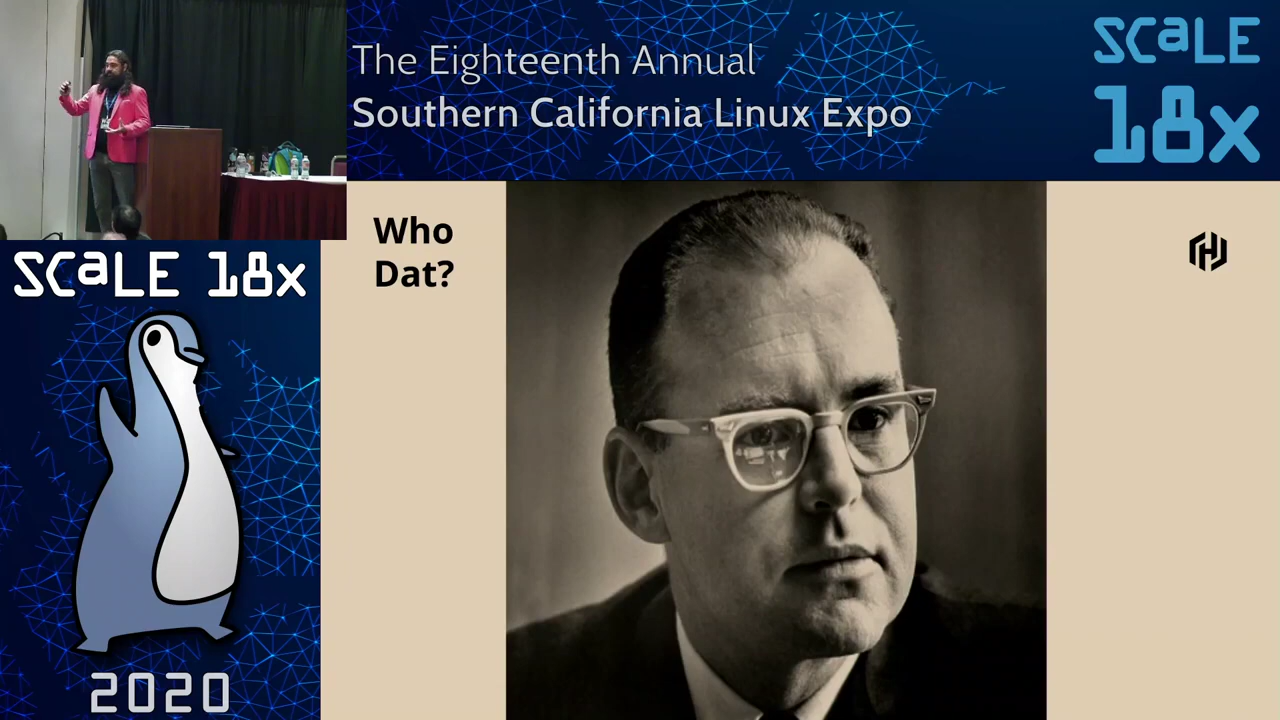 The Eighteenth Annual
Southern California Linux Expo
SCaLE
18x
Who
Dat?
SCaLE 18x
2020